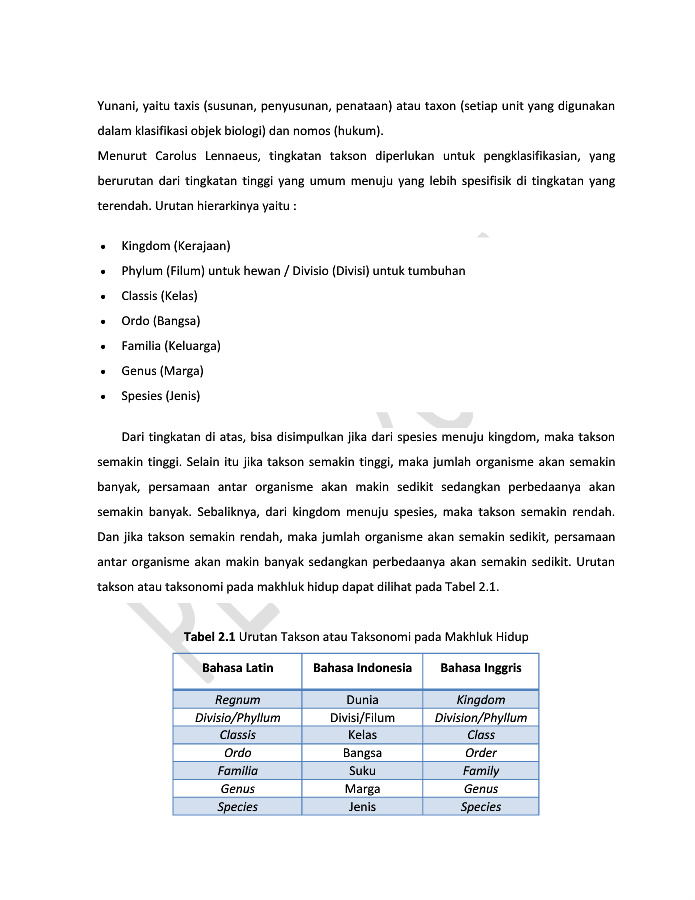 Yunani, yaitu taxis (susunan, penyusunan, penataan) atau taxon (setiap unit yang digunakan
dalam klasifikasi objek biologi) dan nomos (hukum).
Menurut Carolus Lennaeus, tingkatan takson diperlukan untuk pengklasifikasian, yang
berurutan dari tingkatan tinggi yang umum menuju yang lebih spesifisik di tingkatan yang
terendah. Urutan hierarkinya yaitu :
• Kingdom (Kerajaan)
• Phylum (Filum) untuk hewan / Divisio (Divisi) untuk tumbuhan
• Classis (Kelas)
• Ordo (Bangsa)
• Familia (Keluarga)
• Genus (Marga)
• Spesies (Jenis)
Dari tingkatan di atas, bisa disimpulkan jika dari spesies menuju kingdom, maka takson
semakin tinggi. Selain itu jika takson semakin tinggi, maka jumlah organisme akan semakin
banyak, persamaan antar organisme akan makin sedikit sedangkan perbedaanya akan
semakin banyak. Sebaliknya, dari kingdom menuju spesies, maka takson semakin rendah.
Dan jika takson semakin rendah, maka jumlah organisme akan semakin sedikit, persamaan
antar organisme akan makin banyak sedangkan perbedaanya akan semakin sedikit. Urutan
takson atau taksonomi pada makhluk hidup dapat dilihat pada Tabel 2.1.
Tabel 2.1 Urutan Takson atau Taksonomi pada Makhluk Hidup
Bahasa Latin Bahasa Indonesia Bahasa Inggris
Regnum Dunia Kingdom
Divisio/Phyllum Divisi/Filum Division/Phyllum
Classis Kelas Class
Ordo Bangsa Order
Familia Suku Family
Genus Marga Genus
Species Jenis Species